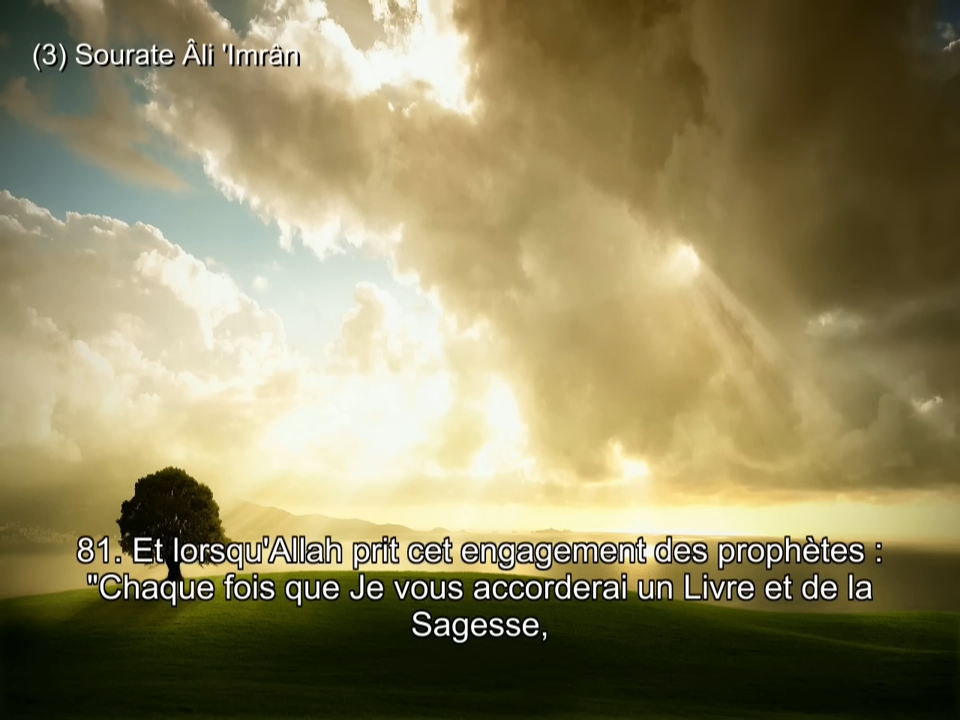 (3) Sourate Âli 'Imrân
81. Et lorsqu'Allah prit cet engagement des prophètes :
"Chaque fois que Je vous accorderai un Livre et de la
Sagesse,